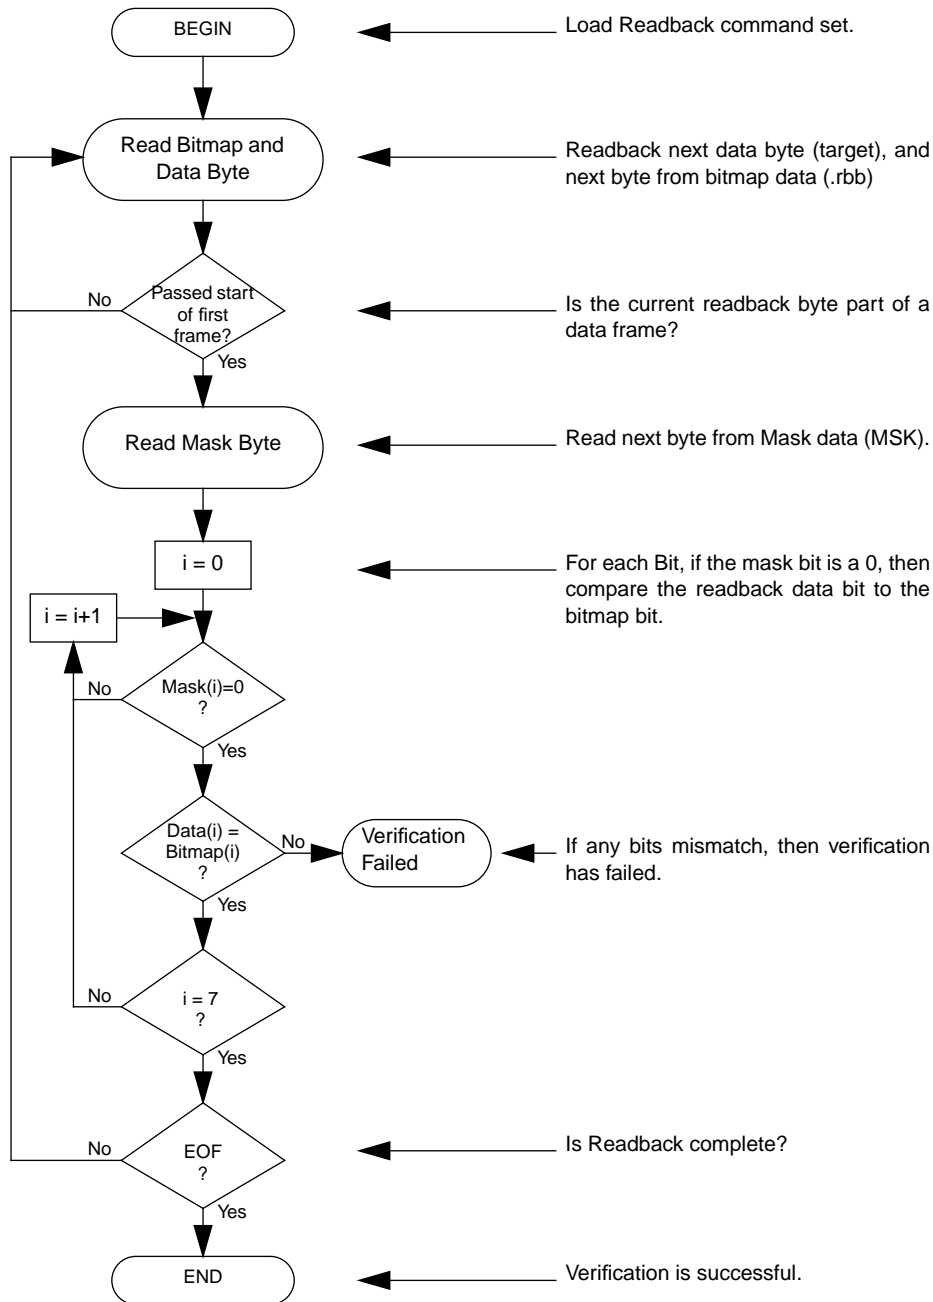 BEGIN
Load Readback command set.
Read Bitmap and
Data Byte
Readback next data byte (target), and
next byte from bitmap data (.rbb)
No
Passed start
of first
frame?
Yes
Is the current readback byte part of a
data frame?
Read Mask Byte
Read next byte from Mask data (MSK).
i = 0
For each Bit, if the mask bit is a 0, then
compare the readback data bit to the
bitmap bit.
i = i+1
No
Mask(i)=0
?
Yes
Data(i) =
Bitmap(i)
?
No
Yes
Verification
Failed
If any bits mismatch, then verification
has failed.
No
i = 7
?
Yes
No
EOF
?
Yes
Is Readback complete?
END
Verification is successful.